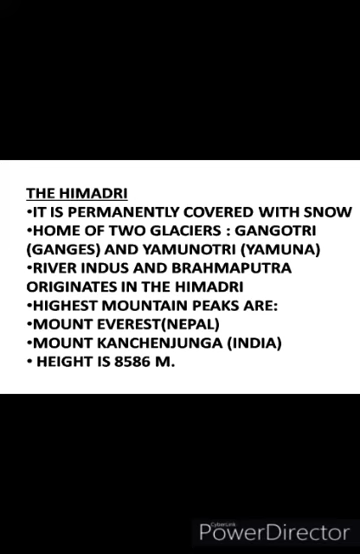 THE HIMADRI
•IT IS PERMANENTLY COVERED WITH SNOW
•HOME OF TWO GLACIERS : GANGOTRI
(GANGES) AND YAMUNOTRI (YAMUNA)
•RIVER INDUS AND BRAHMAPUTRA
ORIGINATES IN THE HIMADRI
•HIGHEST MOUNTAIN PEAKS ARE:
•MOUNT EVEREST(NEPAL)
•MOUNT KANCHENJUNGA (INDIA)
• HEIGHT IS 8586 M.
CyberLink
PowerDirector